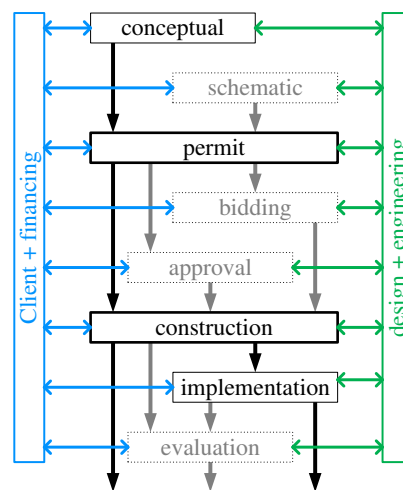 conceptual
schematic
permit
bidding
approval
construction
implementation
evaluation
Client + financing
design + engineering